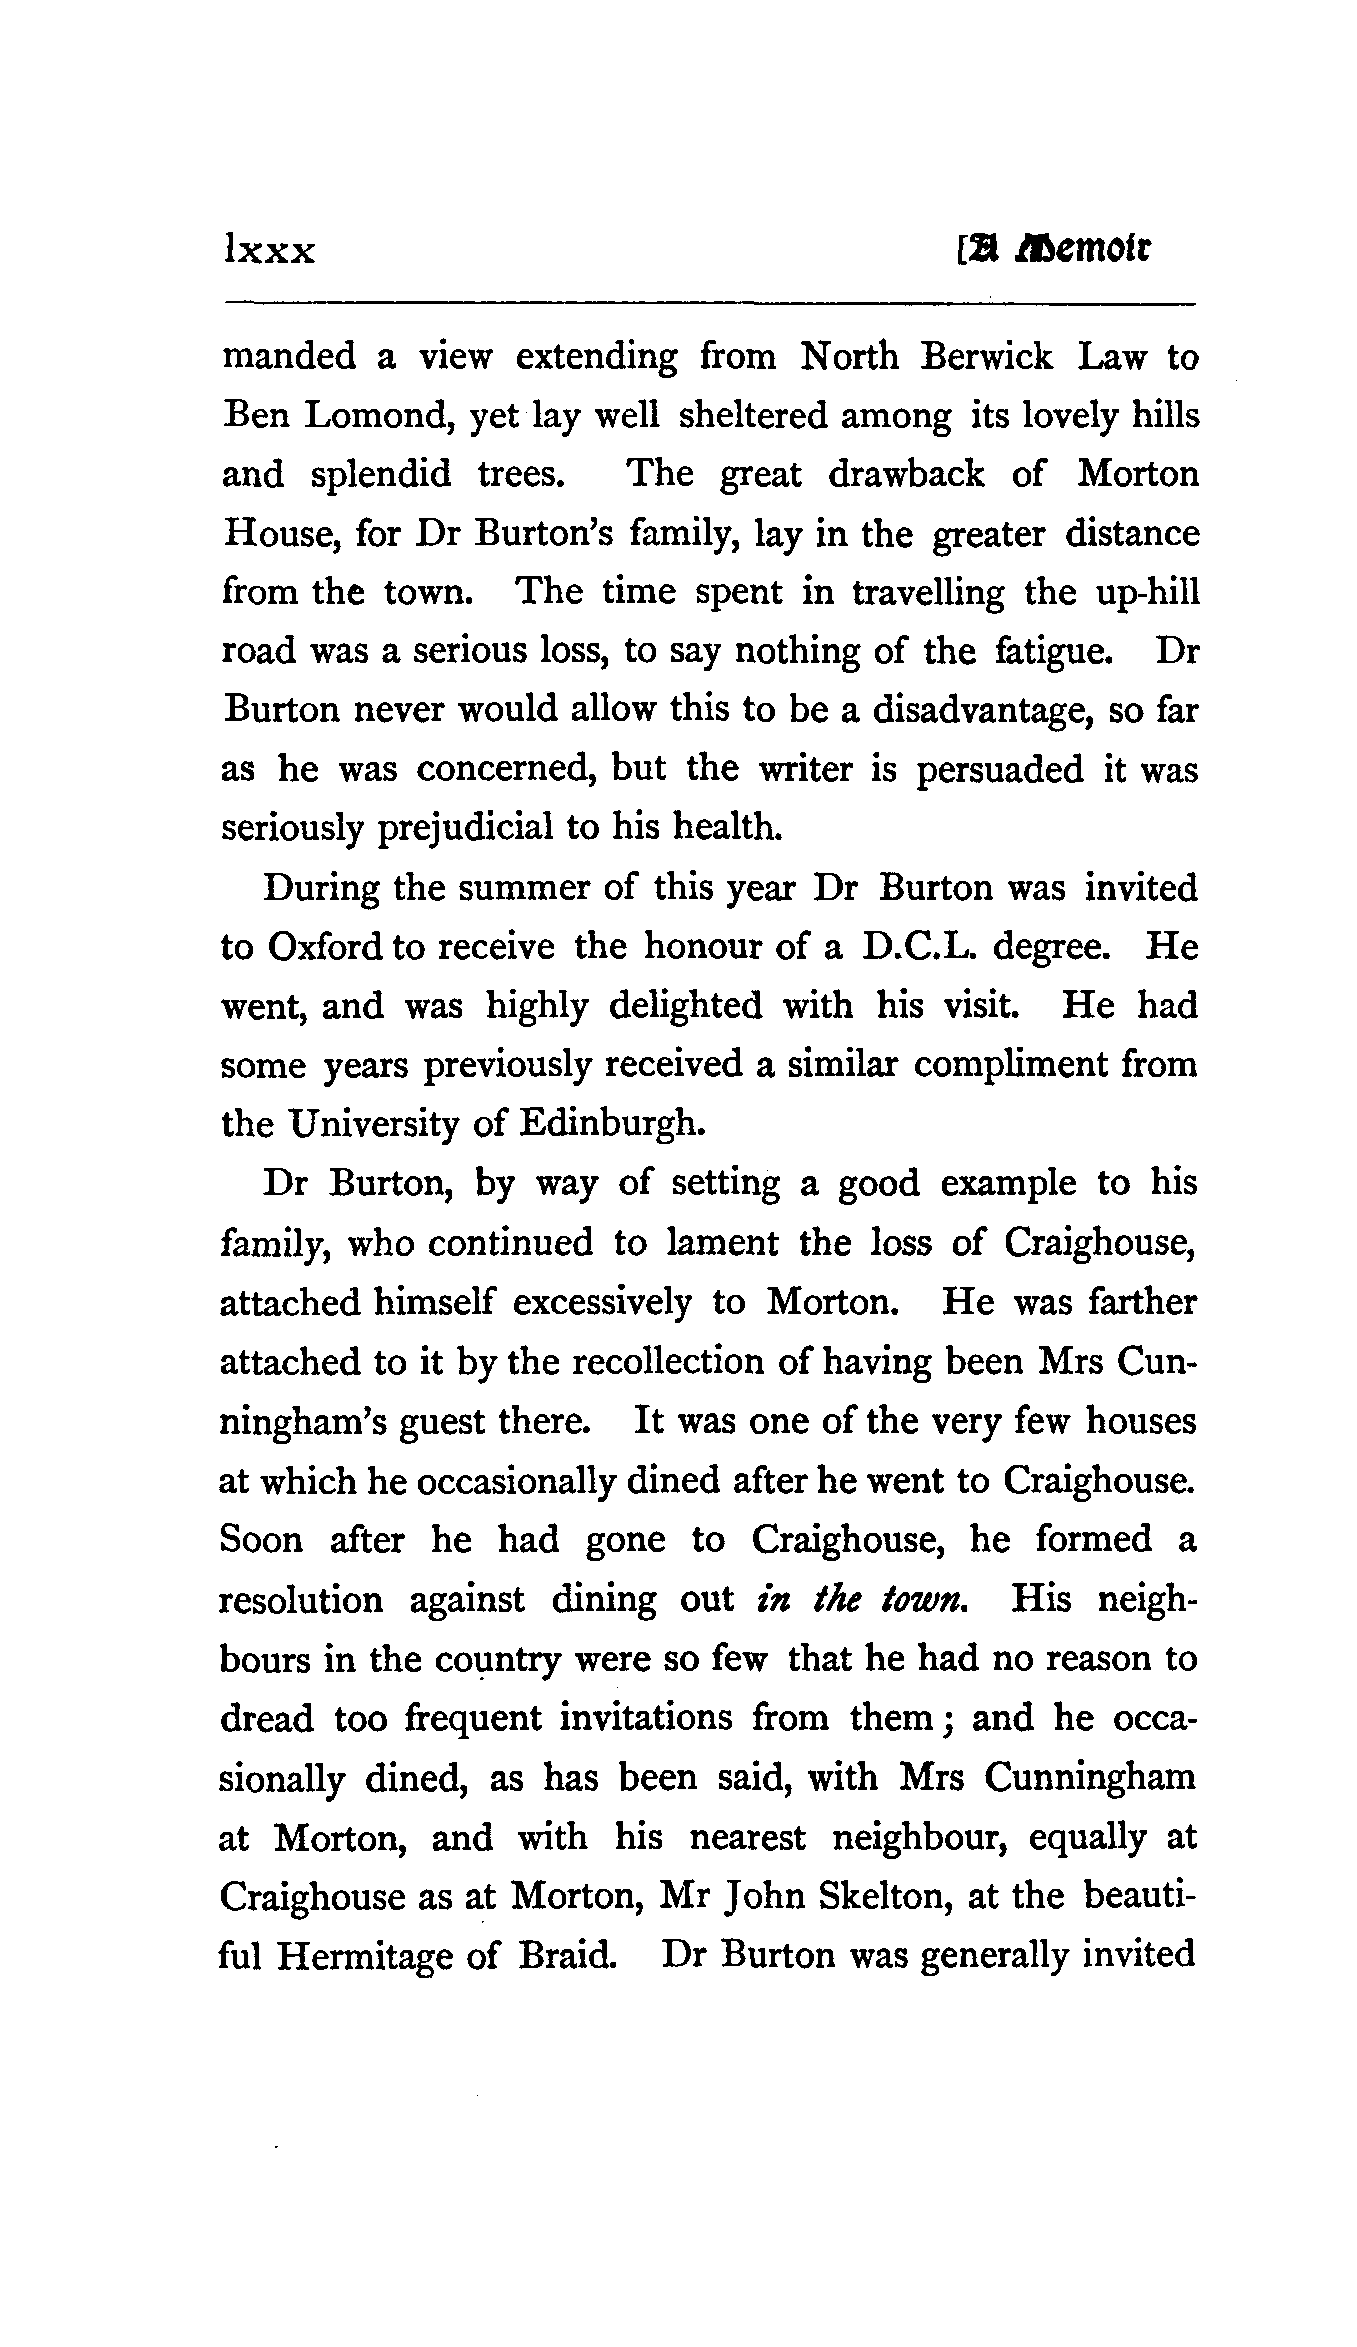 lxxx [A Memoir
manded a view extending from North Berwick Law to
Ben Lomond, yet lay well sheltered among its lovely hills
and splendid trees. The great drawback of Morton
House, for Dr Burton's family, lay in the greater distance
from the town. The time spent in travelling the up-hill
road was a serious loss, to say nothing of the fatigue. Dr
Burton never would allow this to be a disadvantage, so far
as he was concerned, but the writer is persuaded it was
seriously prejudicial to his health.
During the summer of this year Dr Burton was invited
to Oxford to receive the honour of a D.C.L. degree. He
went, and was highly delighted with his visit. He had
some years previously received a similar compliment from
the University of Edinburgh.
Dr Burton, by way of setting a good example to his
family, who continued to lament the loss of Craighouse,
attached himself excessively to Morton. He was farther
attached to it by the recollection of having been Mrs Cun-
ningham's guest there. It was one of the very few houses
at which he occasionally dined after he went to Craighouse.
Soon after he had gone to Craighouse, he formed a
resolution against dining out in the town. His neigh-
bours in the country were so few that he had no reason to
dread too frequent invitations from them; and he occa-
sionally dined, as has been said, with Mrs Cunningham
at Morton, and with his nearest neighbour, equally at
Craighouse as at Morton, Mr John Skelton, at the beauti-
ful Hermitage of Braid. Dr Burton was generally invited